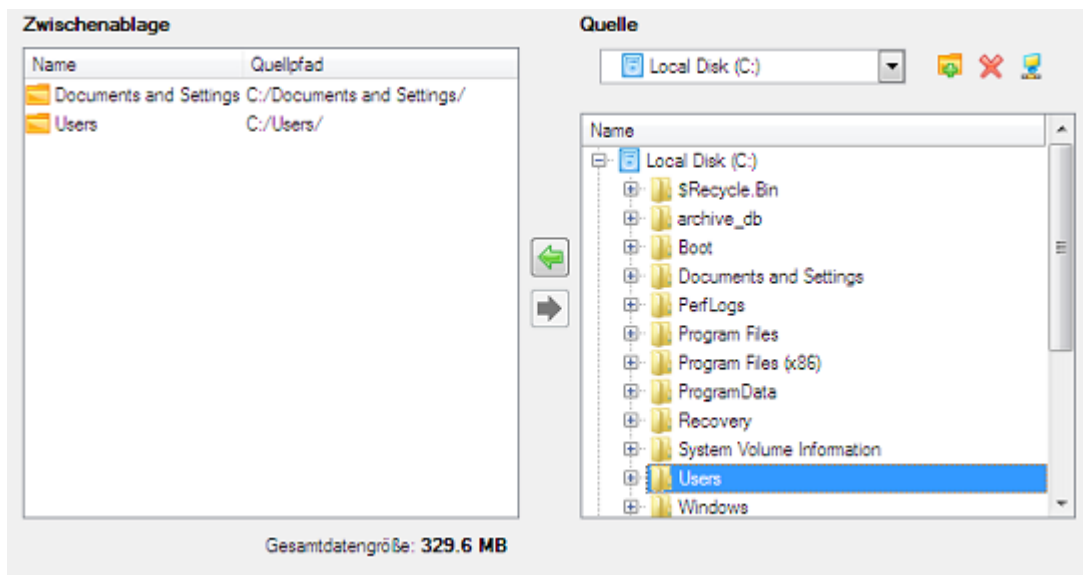 Zwischenablage
Name Quellpfad
Documents and Settings C:/Documents and Settings/
Users C:/Users/
Gesamtdatengröße: 329.6 MB
Quelle
Local Disk (C:)
Name
Local Disk (C:)
$Recycle.Bin
archive_db
Boot
Documents and Settings
PerfLogs
Program Files
Program Files (x86)
ProgramData
Recovery
System Volume Information
Users
Windows